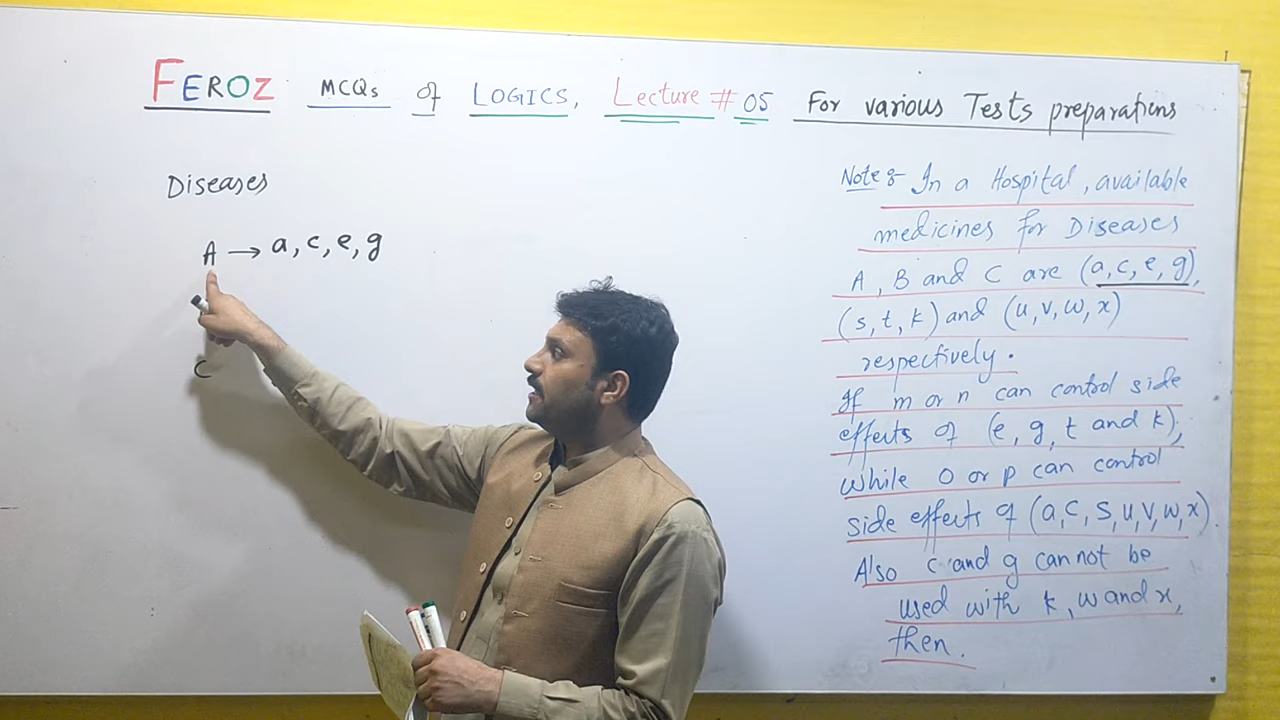 FEROZ MCQs of LOGICS, Lecture # 05 For various Tests preparations
Diseases
A → a, c, e, g
C
Note :- In a Hospital, available
medicines for Diseases
A, B and C are (a, c, e, g),
(s, t, k) and (u, v, w, x)
respectively.
If m or n can control side
effects of (e, g, t and k),
while o or p can control
side effects of (a, c, s, u, v, w, x).
Also c and g cannot be
used with k, w and x,
then.